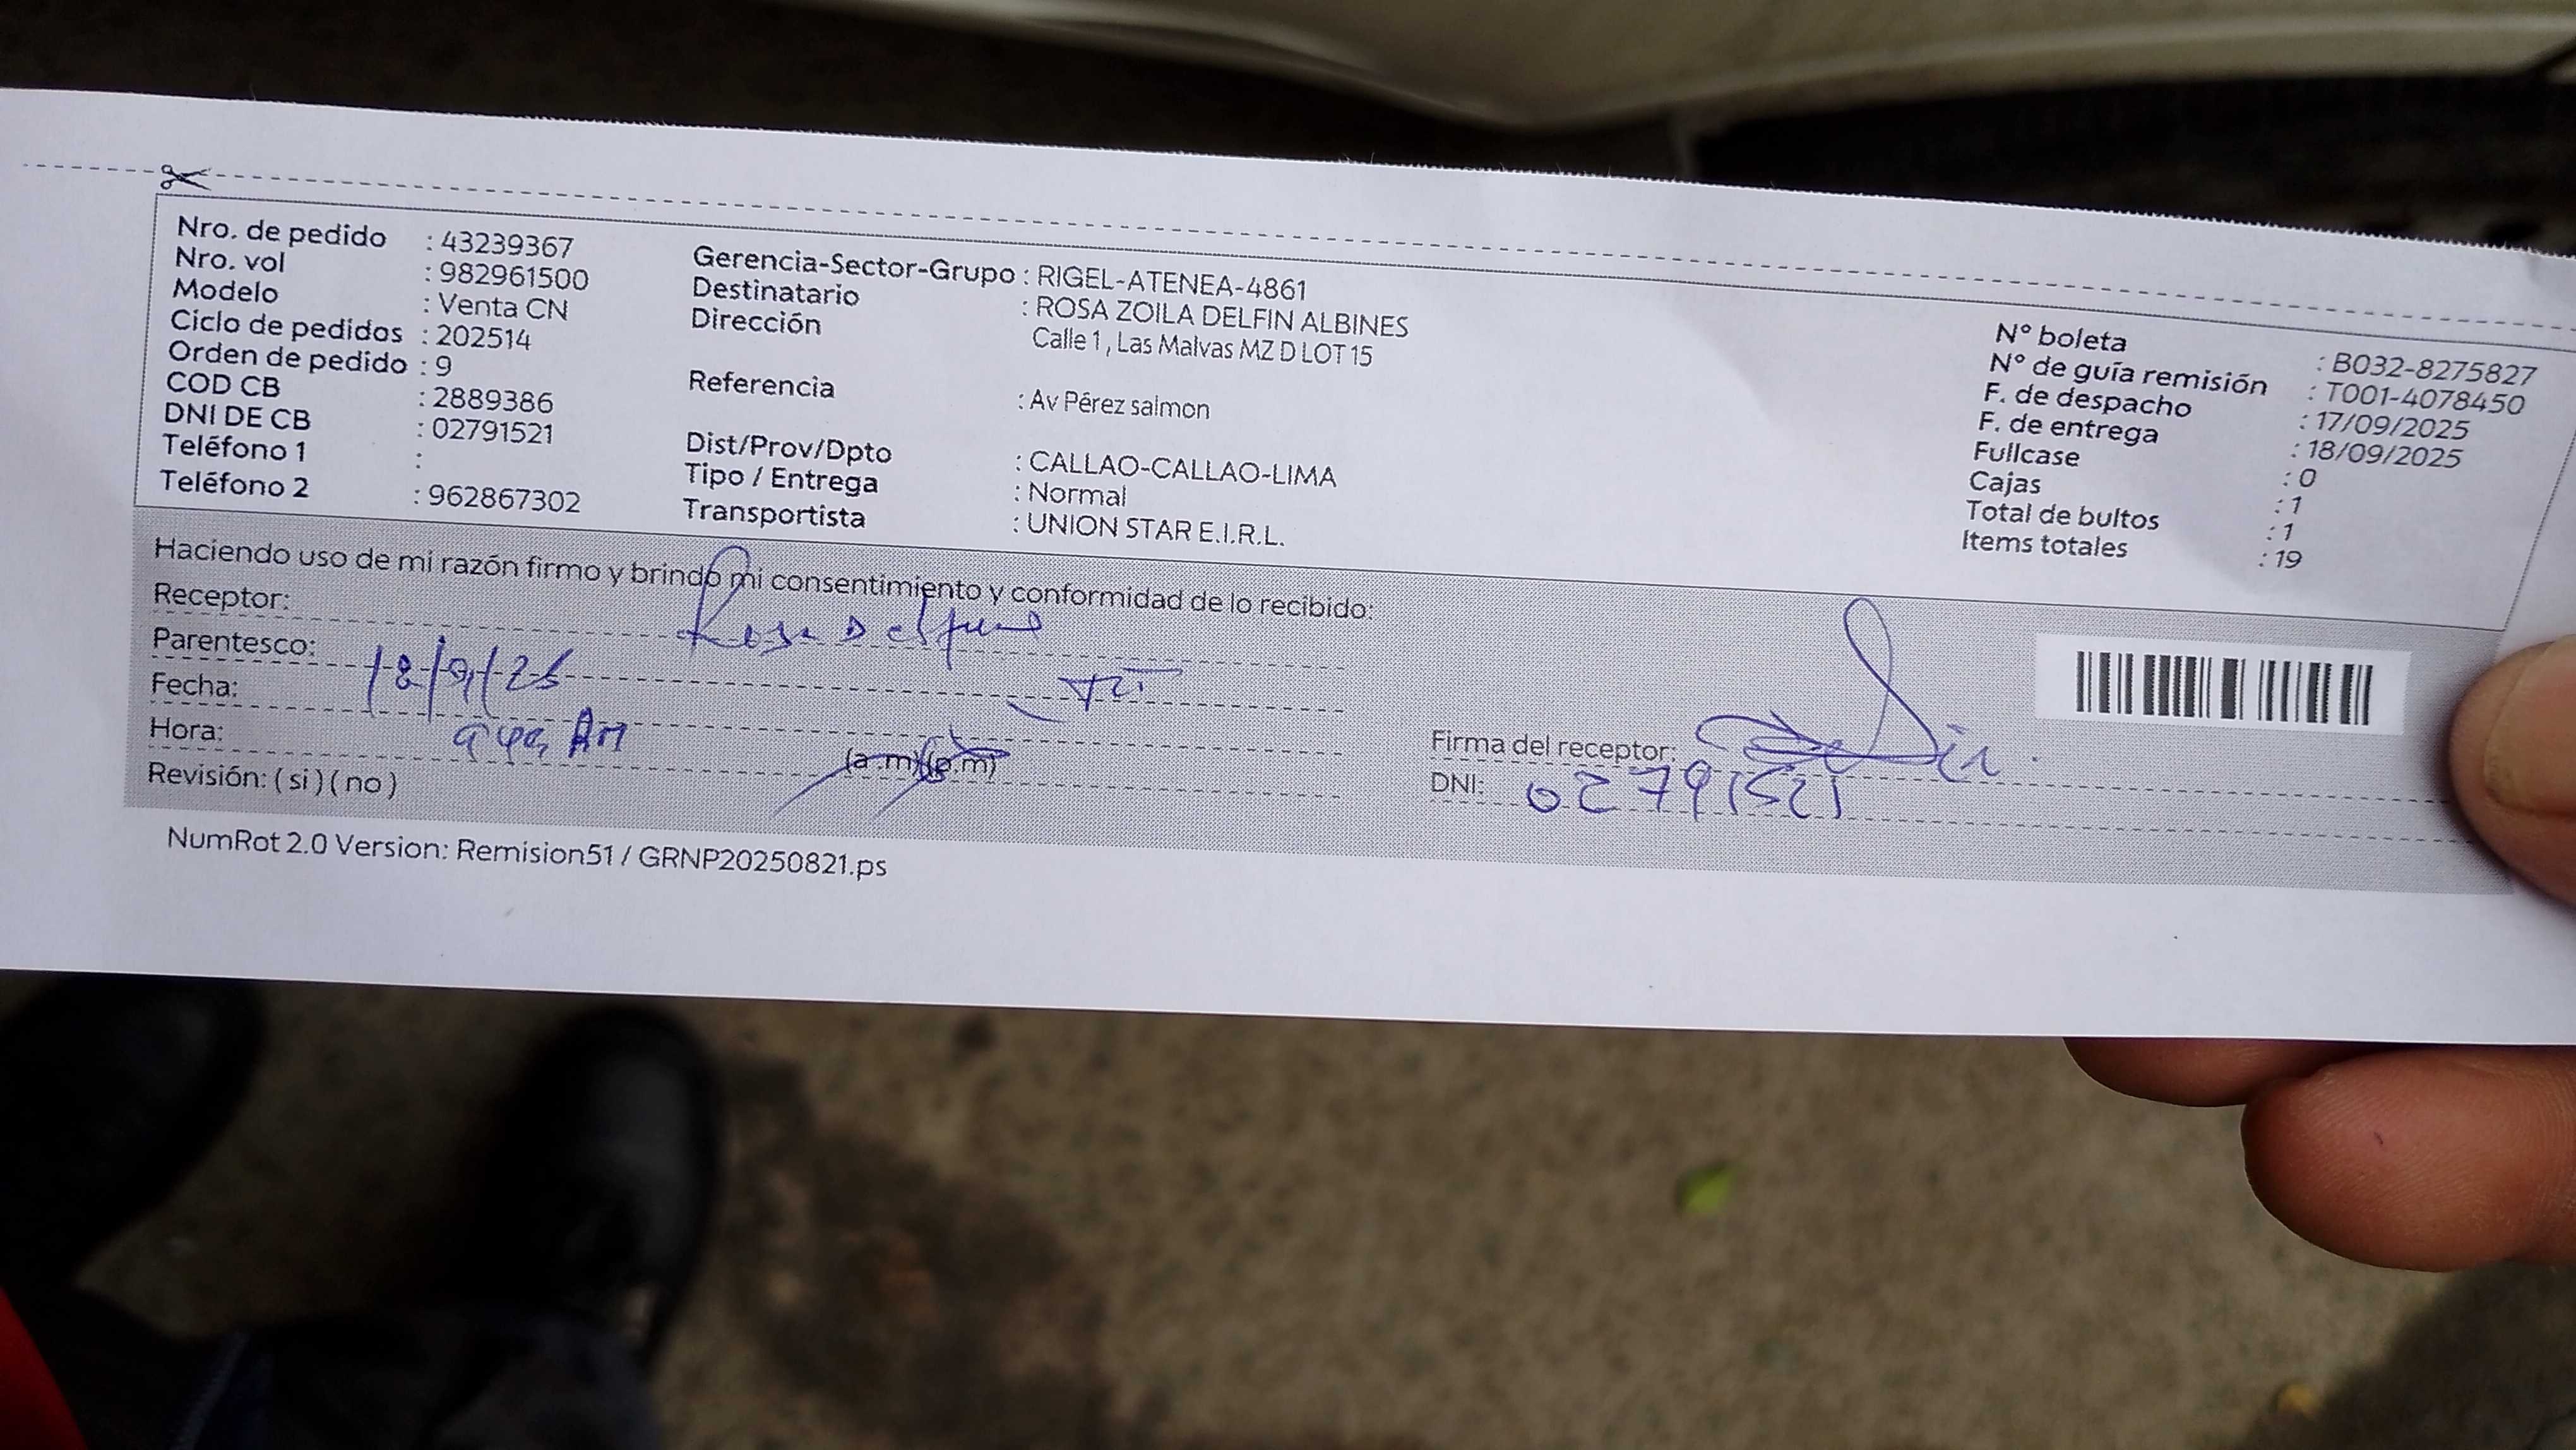 Nro. de pedido : 43239367
Nro. vol : 982961500
Modelo : Venta CN
Ciclo de pedidos : 202514
Orden de pedido : 9
COD CB : 2889386
DNI DE CB : 02791521
Teléfono 1 :
Teléfono 2 : 962867302
Gerencia-Sector-Grupo : RIGEL-ATENEA-4861
Destinatario : ROSA ZOILA DELFIN ALBINES
Dirección Calle 1 , Las Malvas MZ D LOT 15
Referencia : Av Pérez salmon
Dist/Prov/Dpto : CALLAO-CALLAO-LIMA
Tipo / Entrega : Normal
Transportista : UNION STAR E.I.R.L.
N° boleta : B032-8275827
N° de guía remisión : T001-4078450
F. de despacho : 17/09/2025
F. de entrega : 18/09/2025
Fullcase : 0
Cajas : 1
Total de bultos : 1
Items totales : 19
Haciendo uso de mi razón firmo y brindo mi consentimiento y conformidad de lo recibido:
Receptor: Rosa Delfin
Parentesco:
Fecha: 18/9/25
Hora: AM (a.m)(p.m)
Revisión: ( si ) ( no )
Firma del receptor:
DNI: 02791521
NumRot 2.0 Version: Remision51 / GRNP20250821.ps